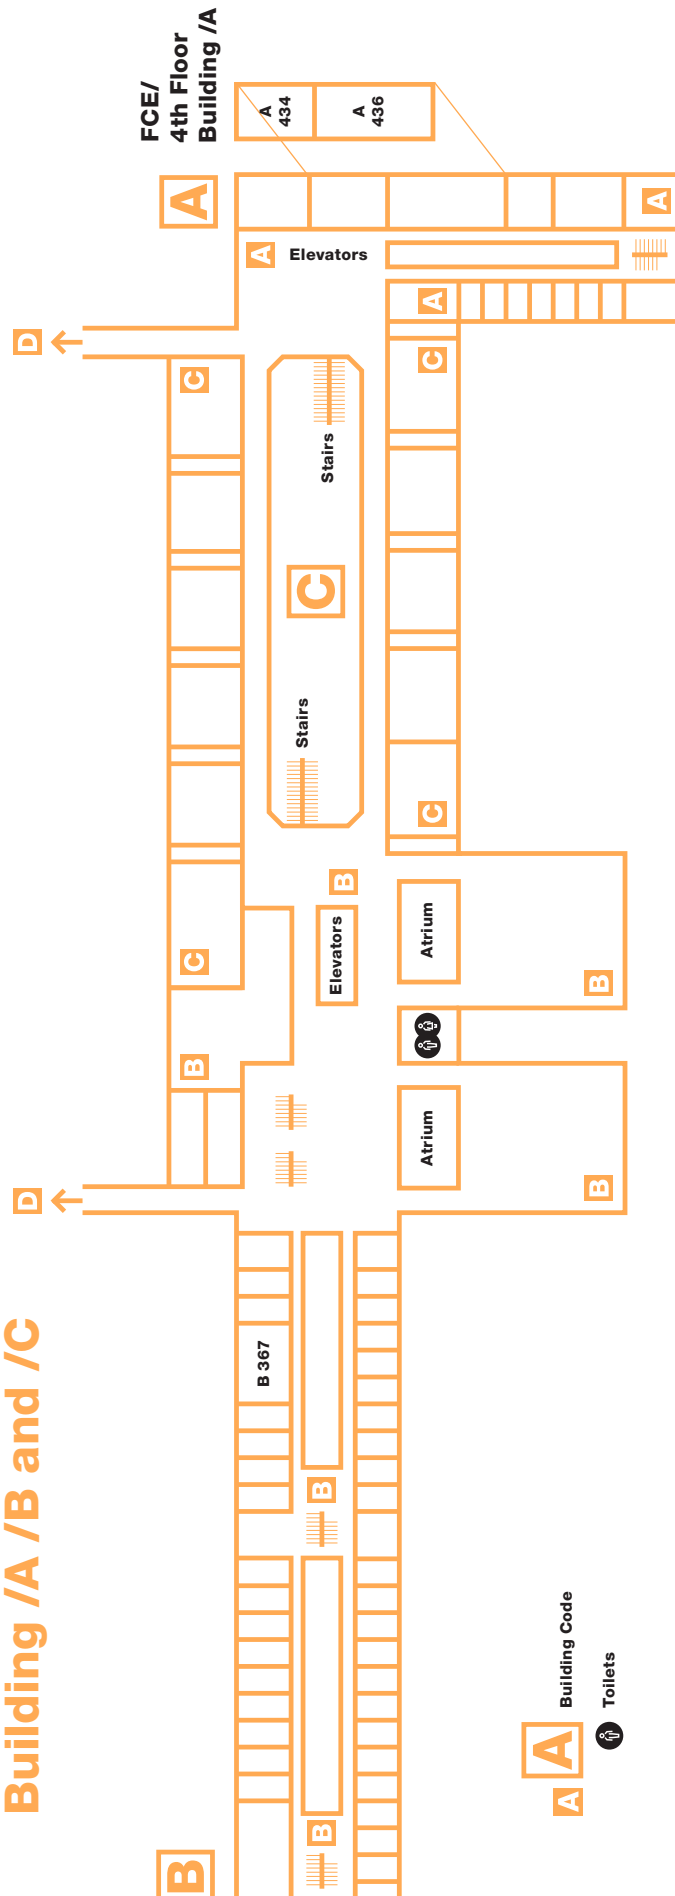 Building /A /B and /C
FCE/
4th Floor
Building /A
A
434
A
436
A
A
A
Elevators
A
D
C
C
Stairs
C
Stairs
C
C
B
Elevators
Atrium
B
B
Atrium
B
D
B 367
B
B
B
A
Building Code
A
Toilets